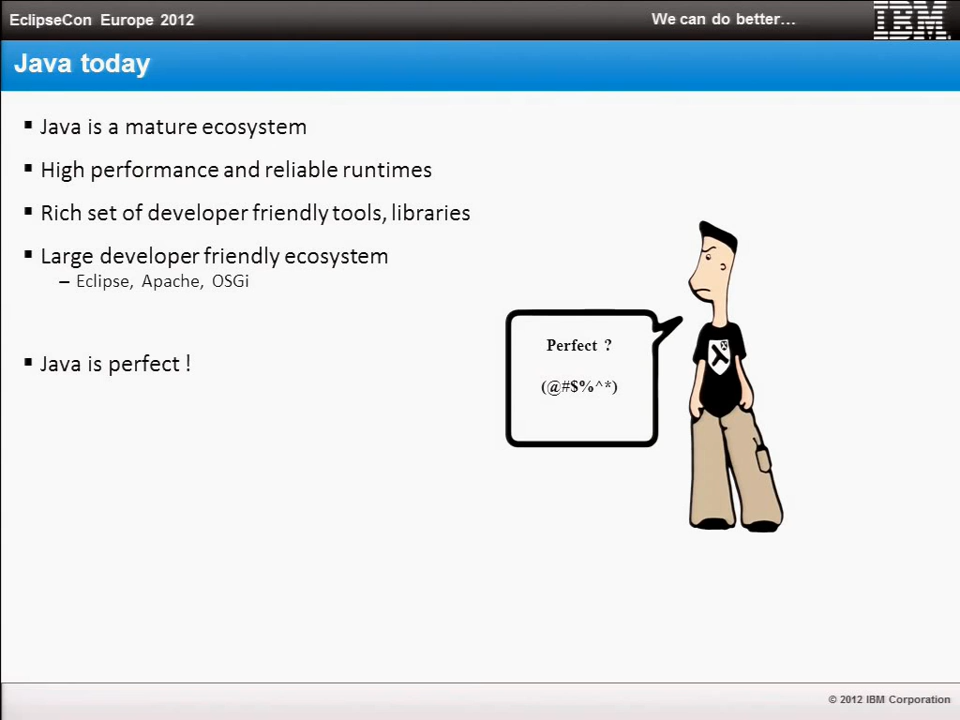 EclipseCon Europe 2012
We can do better…
IBM
Java today
▪ Java is a mature ecosystem
▪ High performance and reliable runtimes
▪ Rich set of developer friendly tools, libraries
▪ Large developer friendly ecosystem
– Eclipse, Apache, OSGi
▪ Java is perfect !
Perfect ?
(@#$%^*)
© 2012 IBM Corporation